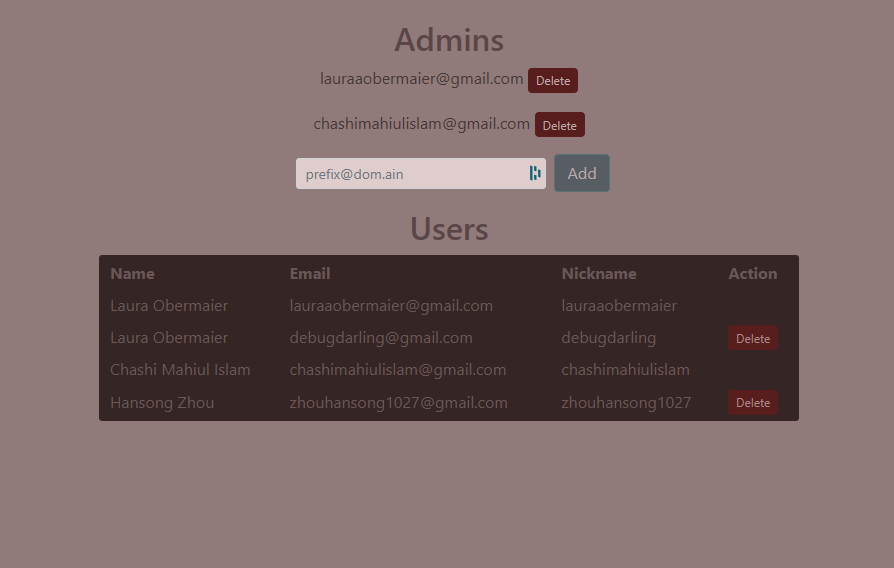 Admins
lauraaobermaier@gmail.com Delete
chashimahiulislam@gmail.com Delete
prefix@dom.ain Add
Users
Name Email Nickname Action
Laura Obermaier lauraaobermaier@gmail.com lauraaobermaier
Laura Obermaier debugdarling@gmail.com debugdarling Delete
Chashi Mahiul Islam chashimahiulislam@gmail.com chashimahiulislam
Hansong Zhou zhouhansong1027@gmail.com zhouhansong1027 Delete